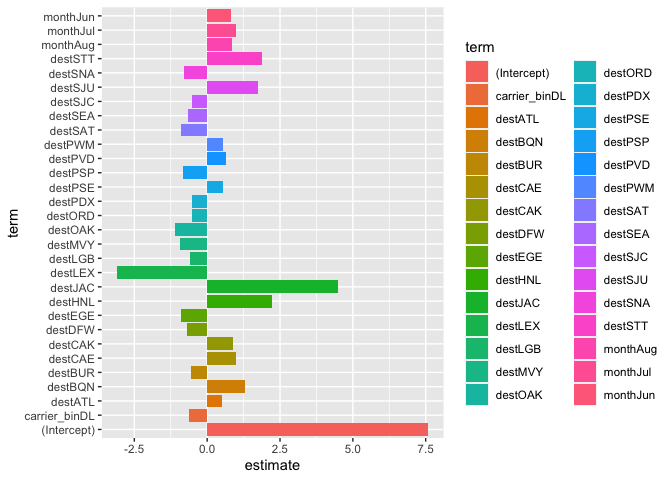 monthJun
monthJul
monthAug
destSTT
destSNA
destSJU
destSJC
destSEA
destSAT
destPWM
destPVD
destPSP
destPSE
destPDX
destORD
destOAK
destMVY
destLGB
destLEX
destJAC
destHNL
destEGE
destDFW
destCAK
destCAE
destBUR
destBQN
destATL
carrier_binDL
(Intercept)
term
-2.5 0.0 2.5 5.0 7.5
estimate
term
(Intercept)
carrier_binDL
destATL
destBQN
destBUR
destCAE
destCAK
destDFW
destEGE
destHNL
destJAC
destLEX
destLGB
destMVY
destOAK
destORD
destPDX
destPSE
destPSP
destPVD
destPWM
destSAT
destSEA
destSJC
destSJU
destSNA
destSTT
monthAug
monthJul
monthJun